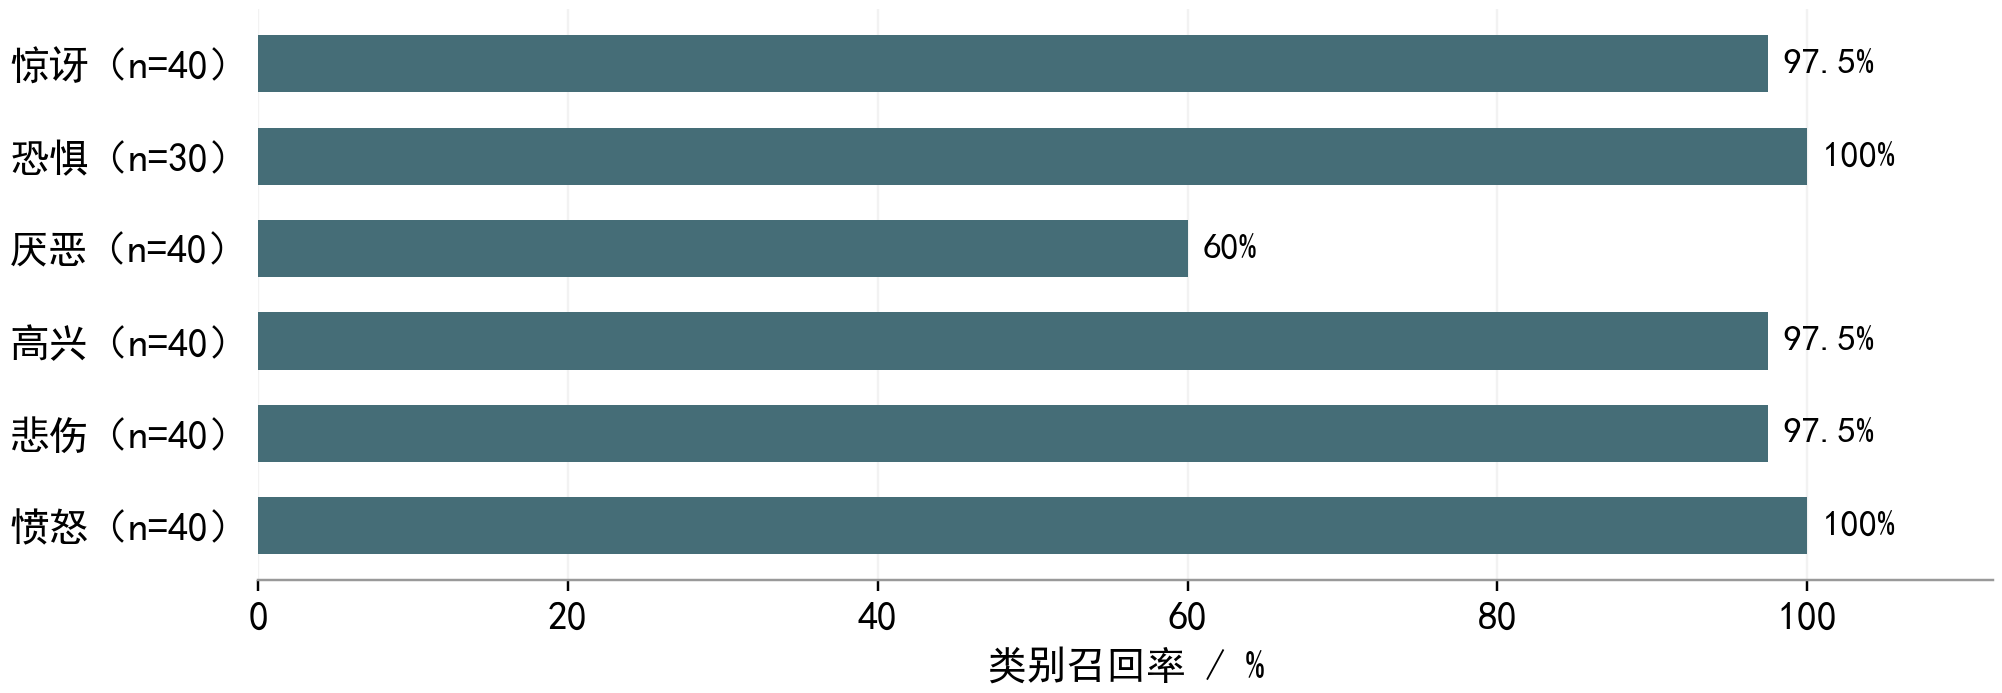 惊讶（n=40） 97.5%
恐惧（n=30） 100%
厌恶（n=40） 60%
高兴（n=40） 97.5%
悲伤（n=40） 97.5%
愤怒（n=40） 100%
0 20 40 60 80 100
类别召回率 / %